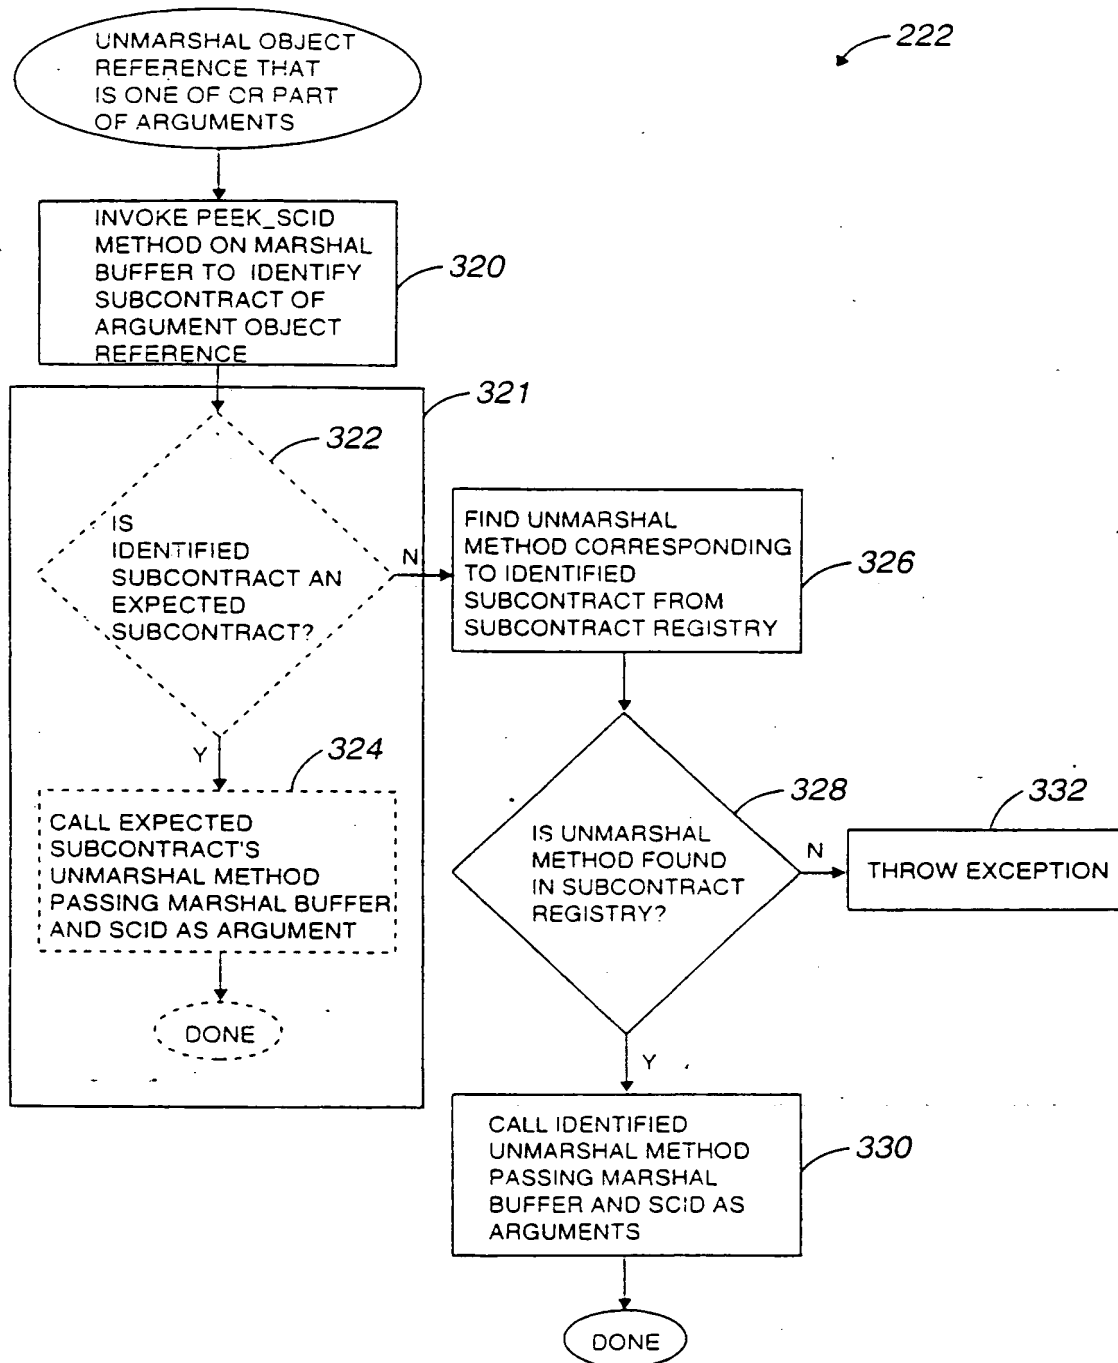 UNMARSHAL OBJECT
REFERENCE THAT
IS ONE OF CR PART
OF ARGUMENTS
222
INVOKE PEEK_SCID
METHOD ON MARSHAL
BUFFER TO IDENTIFY
SUBCONTRACT OF
ARGUMENT OBJECT
REFERENCE
320
321
322
IS
IDENTIFIED
SUBCONTRACT AN
EXPECTED
SUBCONTRACT?
N
Y
FIND UNMARSHAL
METHOD CORRESPONDING
TO IDENTIFIED
SUBCONTRACT FROM
SUBCONTRACT REGISTRY
326
324
CALL EXPECTED
SUBCONTRACT'S
UNMARSHAL METHOD
PASSING MARSHAL BUFFER
AND SCID AS ARGUMENT
DONE
328
IS UNMARSHAL
METHOD FOUND
IN SUBCONTRACT
REGISTRY?
N
Y
332
THROW EXCEPTION
CALL IDENTIFIED
UNMARSHAL METHOD
PASSING MARSHAL
BUFFER AND SCID AS
ARGUMENTS
330
DONE